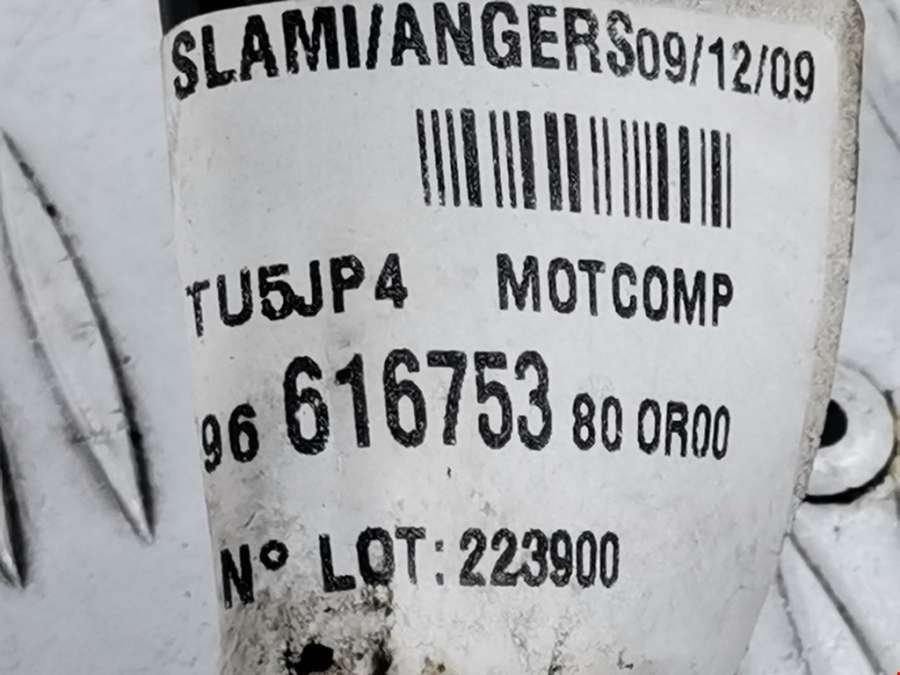 SLAMI/ANGERS09/12/09
TU5JP4 MOTCOMP
96 616753 80 0R00
N° LOT: 223900